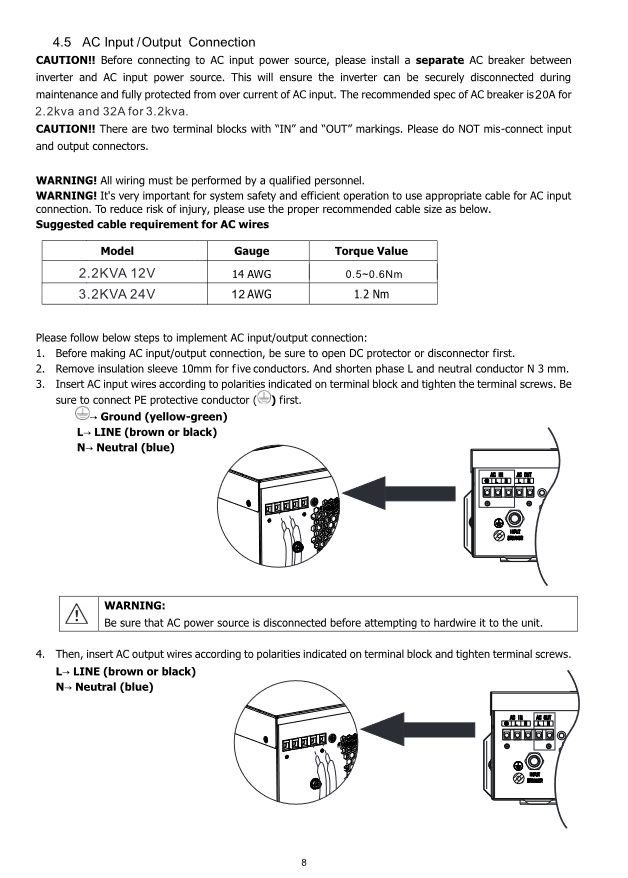 4.5 AC Input / Output Connection
CAUTION!! Before connecting to AC input power source, please install a separate AC breaker between
inverter and AC input power source. This will ensure the inverter can be securely disconnected during
maintenance and fully protected from over current of AC input. The recommended spec of AC breaker is 20A for
2.2kva and 32A for 3.2kva.
CAUTION!! There are two terminal blocks with “IN” and “OUT” markings. Please do NOT mis-connect input
and output connectors.
WARNING! All wiring must be performed by a qualified personnel.
WARNING! It's very important for system safety and efficient operation to use appropriate cable for AC input
connection. To reduce risk of injury, please use the proper recommended cable size as below.
Suggested cable requirement for AC wires
Model Gauge Torque Value
2.2KVA 12V 14 AWG 0.5~0.6Nm
3.2KVA 24V 12 AWG 1.2 Nm
Please follow below steps to implement AC input/output connection:
1. Before making AC input/output connection, be sure to open DC protector or disconnector first.
2. Remove insulation sleeve 10mm for five conductors. And shorten phase L and neutral conductor N 3 mm.
3. Insert AC input wires according to polarities indicated on terminal block and tighten the terminal screws. Be
sure to connect PE protective conductor ( ) first.
→ Ground (yellow-green)
L→ LINE (brown or black)
N→ Neutral (blue)
AC IN AC OUT
L N L N
INPUT
BREAKER
WARNING:
Be sure that AC power source is disconnected before attempting to hardwire it to the unit.
4. Then, insert AC output wires according to polarities indicated on terminal block and tighten terminal screws.
L→ LINE (brown or black)
N→ Neutral (blue)
AC IN AC OUT
L N L N
INPUT
BREAKER
8